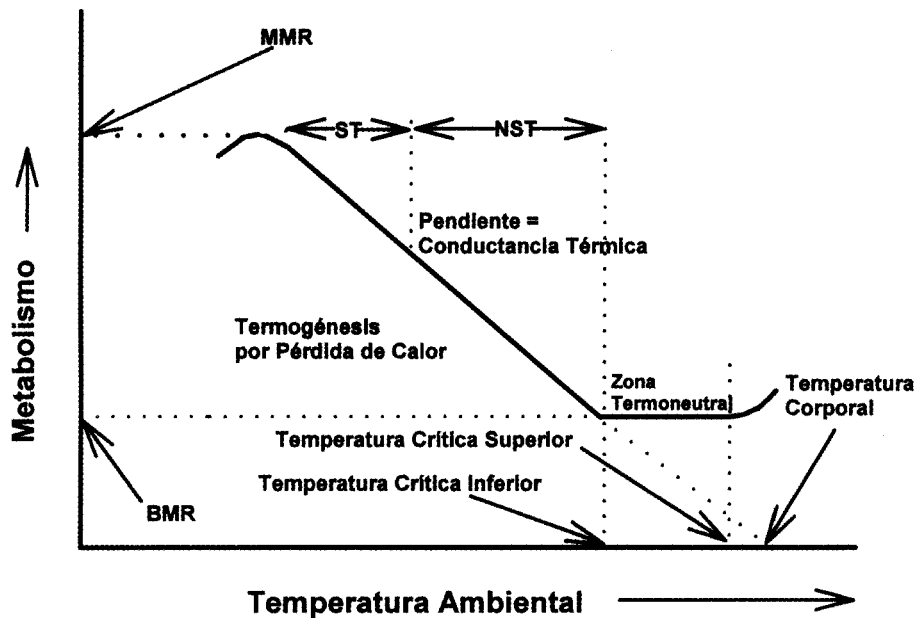 MMR
ST
NST
Pendiente =
Conductancia Térmica
Metabolismo
Termogénesis
por Pérdida de Calor
Zona
Termoneutral
Temperatura
Corporal
Temperatura Crítica Superior
Temperatura Crítica Inferior
BMR
Temperatura Ambiental